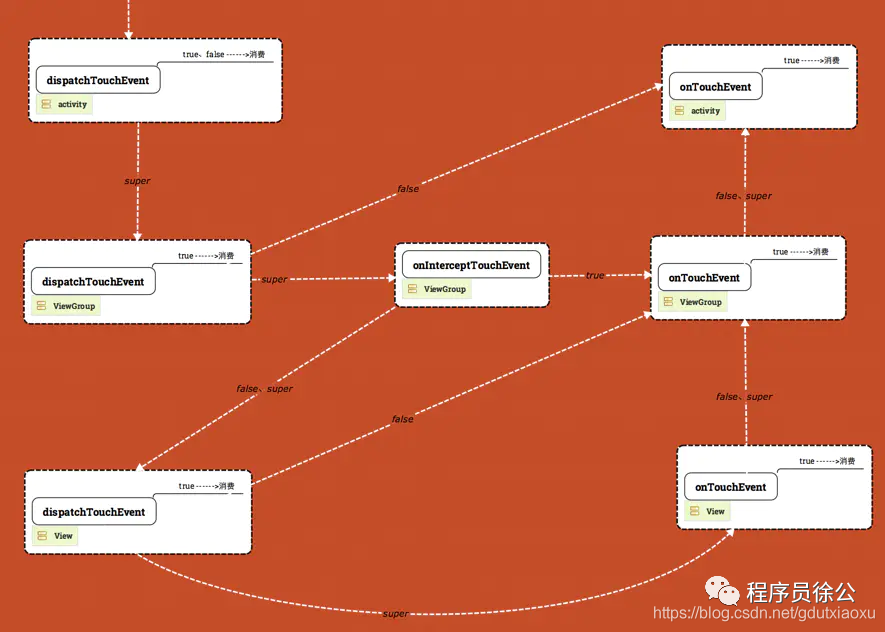 true、false ------>消费
dispatchTouchEvent
activity
true ------>消费
onTouchEvent
activity
super
false
false、super
true ------>消费
dispatchTouchEvent
ViewGroup
super
onInterceptTouchEvent
ViewGroup
true
true ------>消费
onTouchEvent
ViewGroup
false、super
false
false、super
true ------>消费
dispatchTouchEvent
View
true ------>消费
onTouchEvent
View
super
程序员徐公
https://blog.csdn.net/gdutxiaoxu